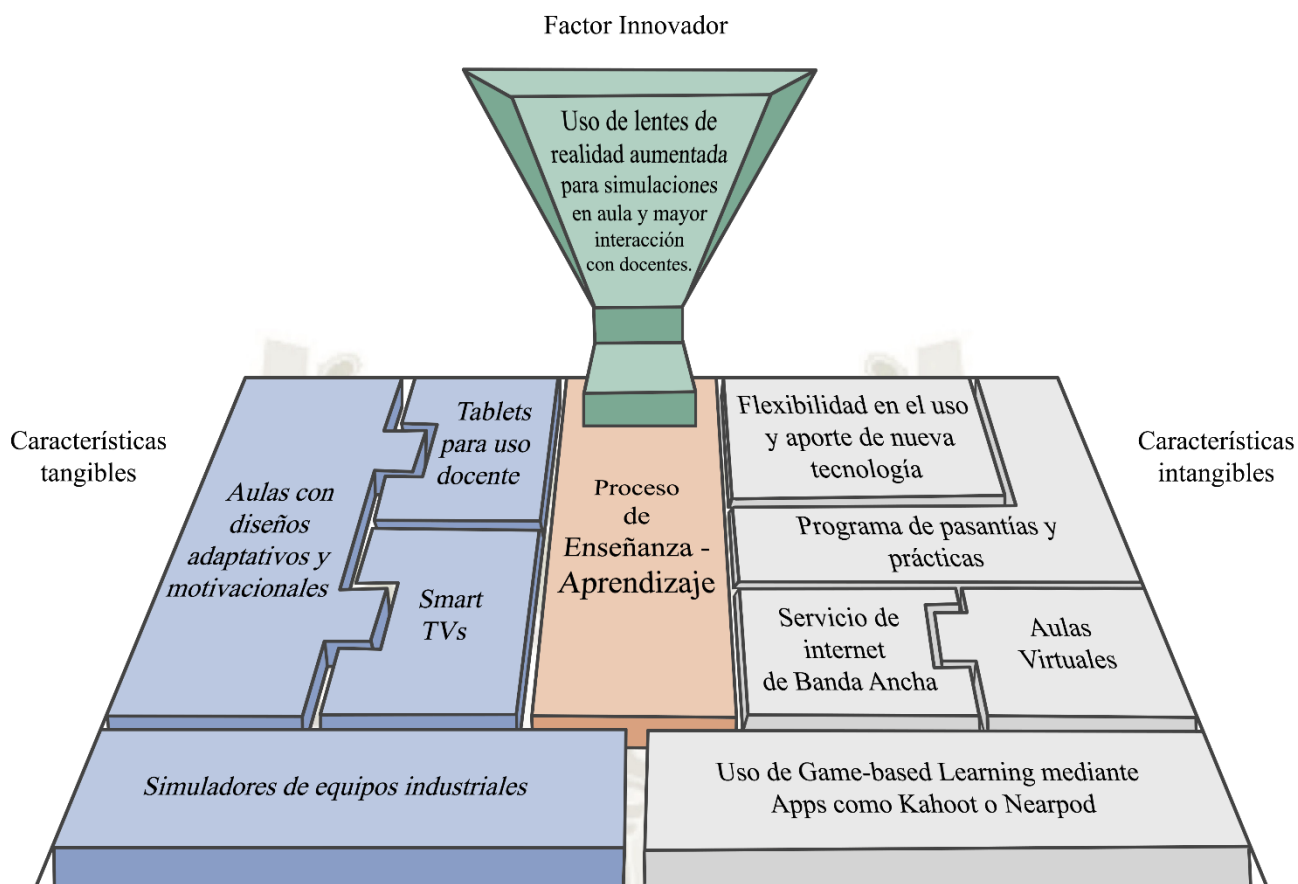 Factor Innovador
Uso de lentes de
realidad aumentada
para simulaciones
en aula y mayor
interacción
con docentes.
Características
tangibles
Aulas con
diseños
adaptativos y
motivacionales
Tablets
para uso
docente
Smart
TVs
Simuladores de equipos industriales
Proceso
de
Enseñanza -
Aprendizaje
Flexibilidad en el uso
y aporte de nueva
tecnología
Programa de pasantías y
prácticas
Servicio de
internet
de Banda Ancha
Aulas
Virtuales
Uso de Game-based Learning mediante
Apps como Kahoot o Nearpod
Características
intangibles